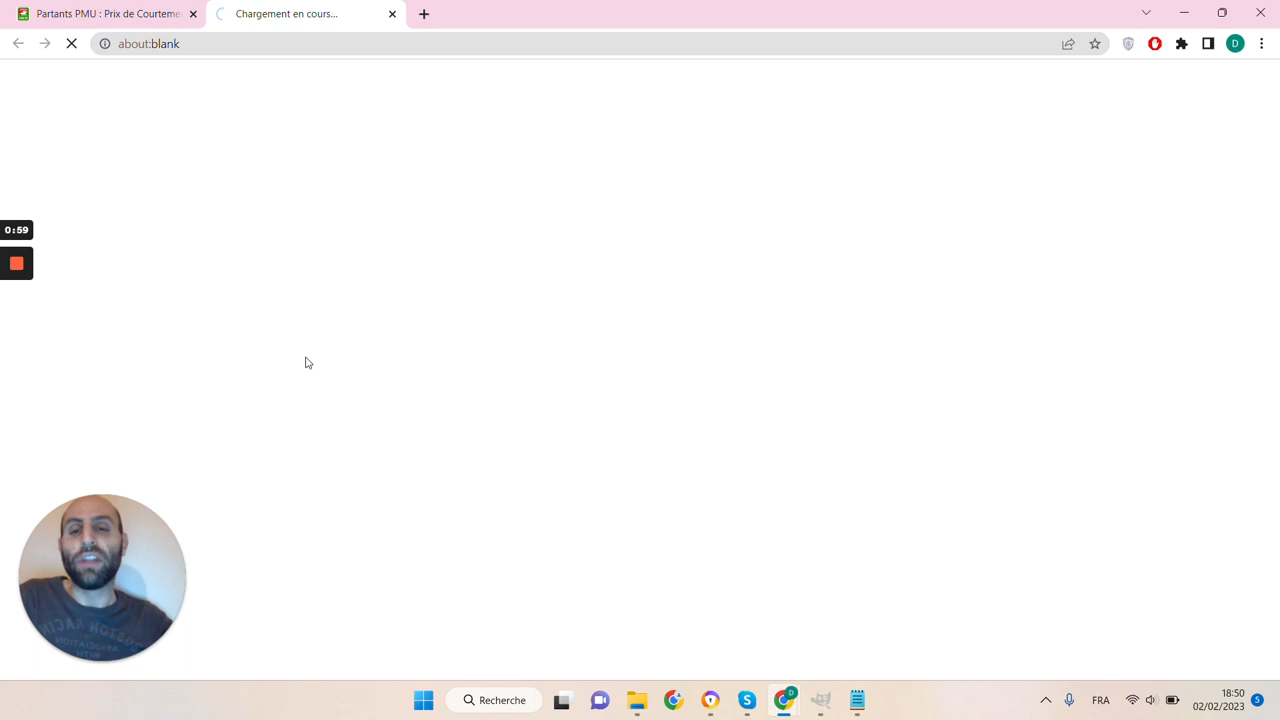 Partants PMU : Prix de Courteme
Chargement en cours...
about:blank
D
0:59
Recherche
D
S
FRA
18:50
02/02/2023
5